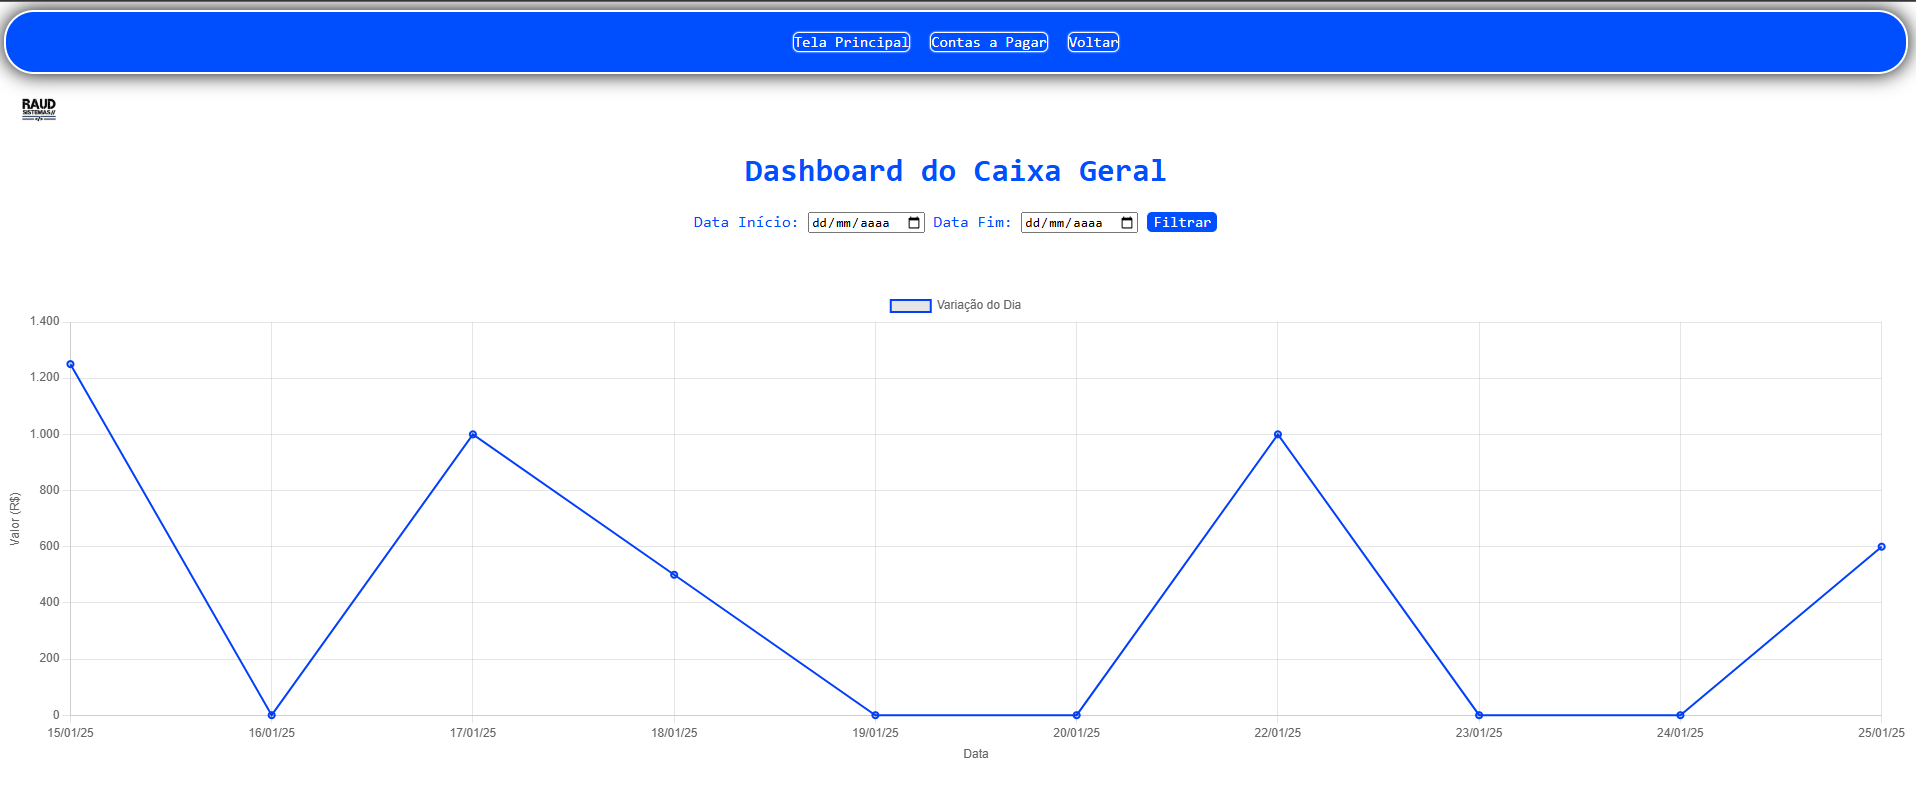 Tela Principal Contas a Pagar Voltar
RAUD
SISTEMAS//
</>
Dashboard do Caixa Geral
Data Início: dd/mm/aaaa Data Fim: dd/mm/aaaa Filtrar
Variação do Dia
1.400
1.200
1.000
800
600
400
200
0
Valor (R$)
15/01/25 16/01/25 17/01/25 18/01/25 19/01/25 20/01/25 22/01/25 23/01/25 24/01/25 25/01/25
Data